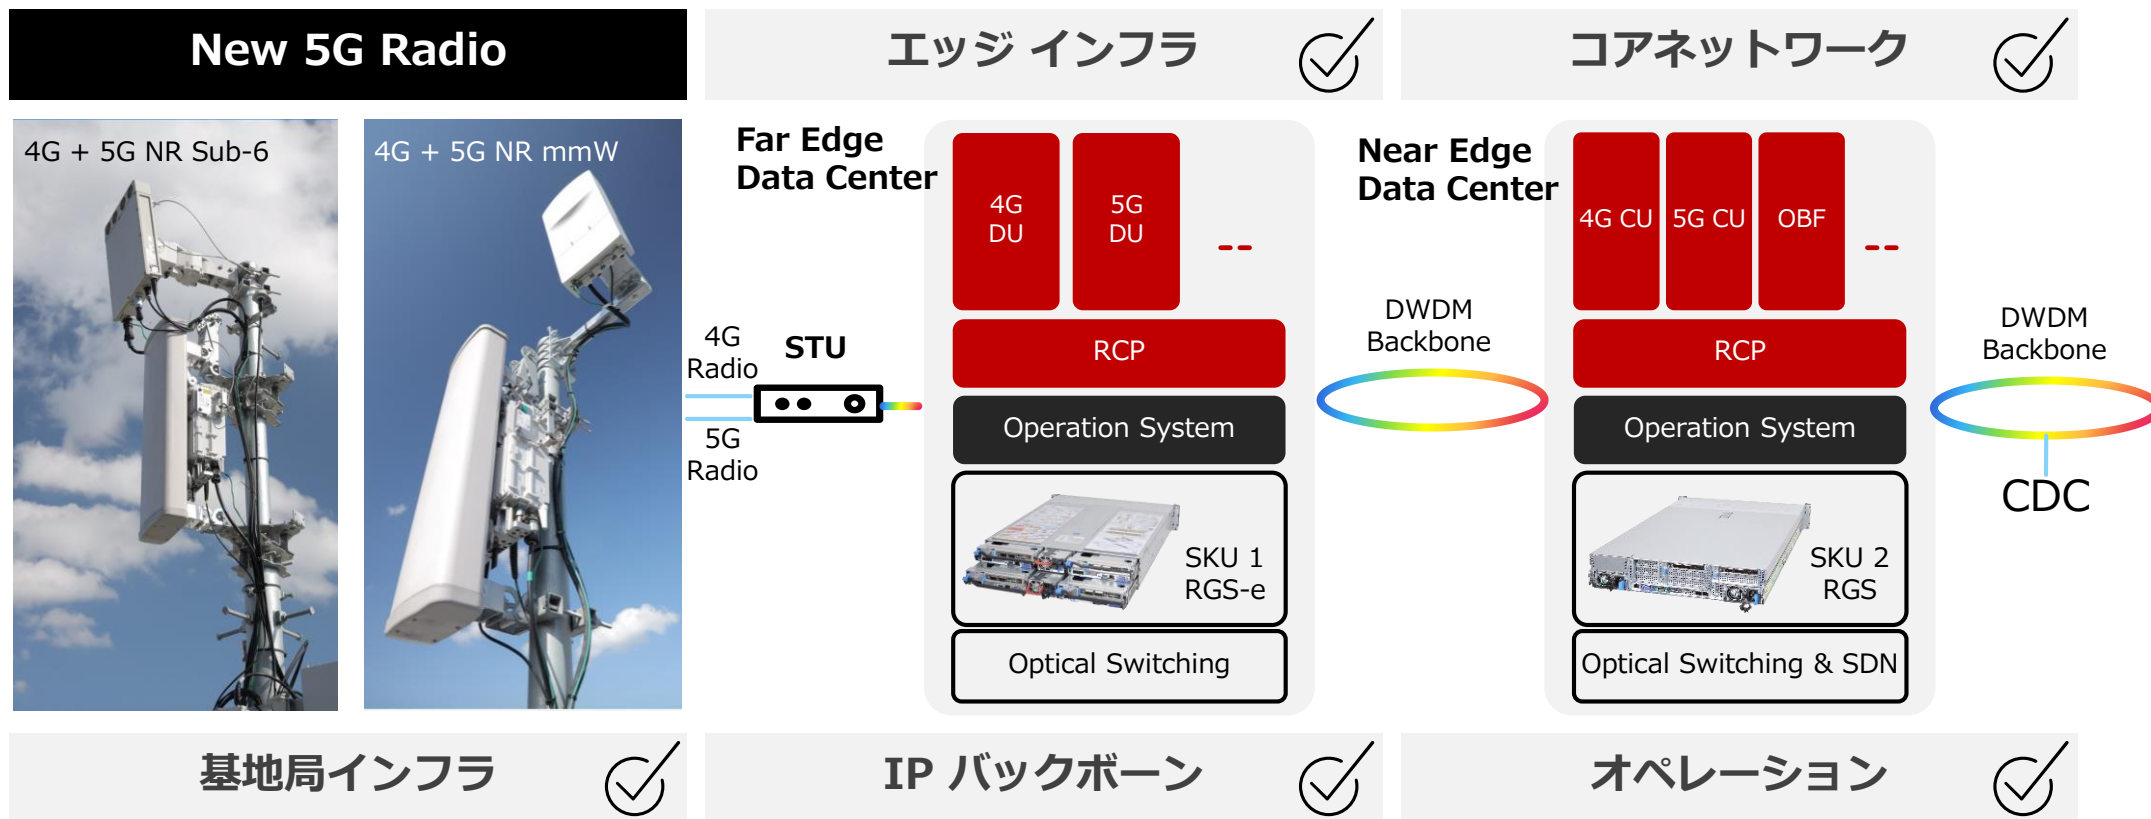 New 5G Radio
エッジ インフラ
コアネットワーク
4G + 5G NR Sub-6
4G + 5G NR mmW
4G
Radio
5G
Radio
STU
Far Edge
Data Center
4G
DU
5G
DU
--
RCP
Operation System
SKU 1
RGS-e
Optical Switching
DWDM
Backbone
Near Edge
Data Center
4G CU
5G CU
OBF
--
RCP
Operation System
SKU 2
RGS
Optical Switching & SDN
DWDM
Backbone
CDC
基地局インフラ
IP バックボーン
オペレーション